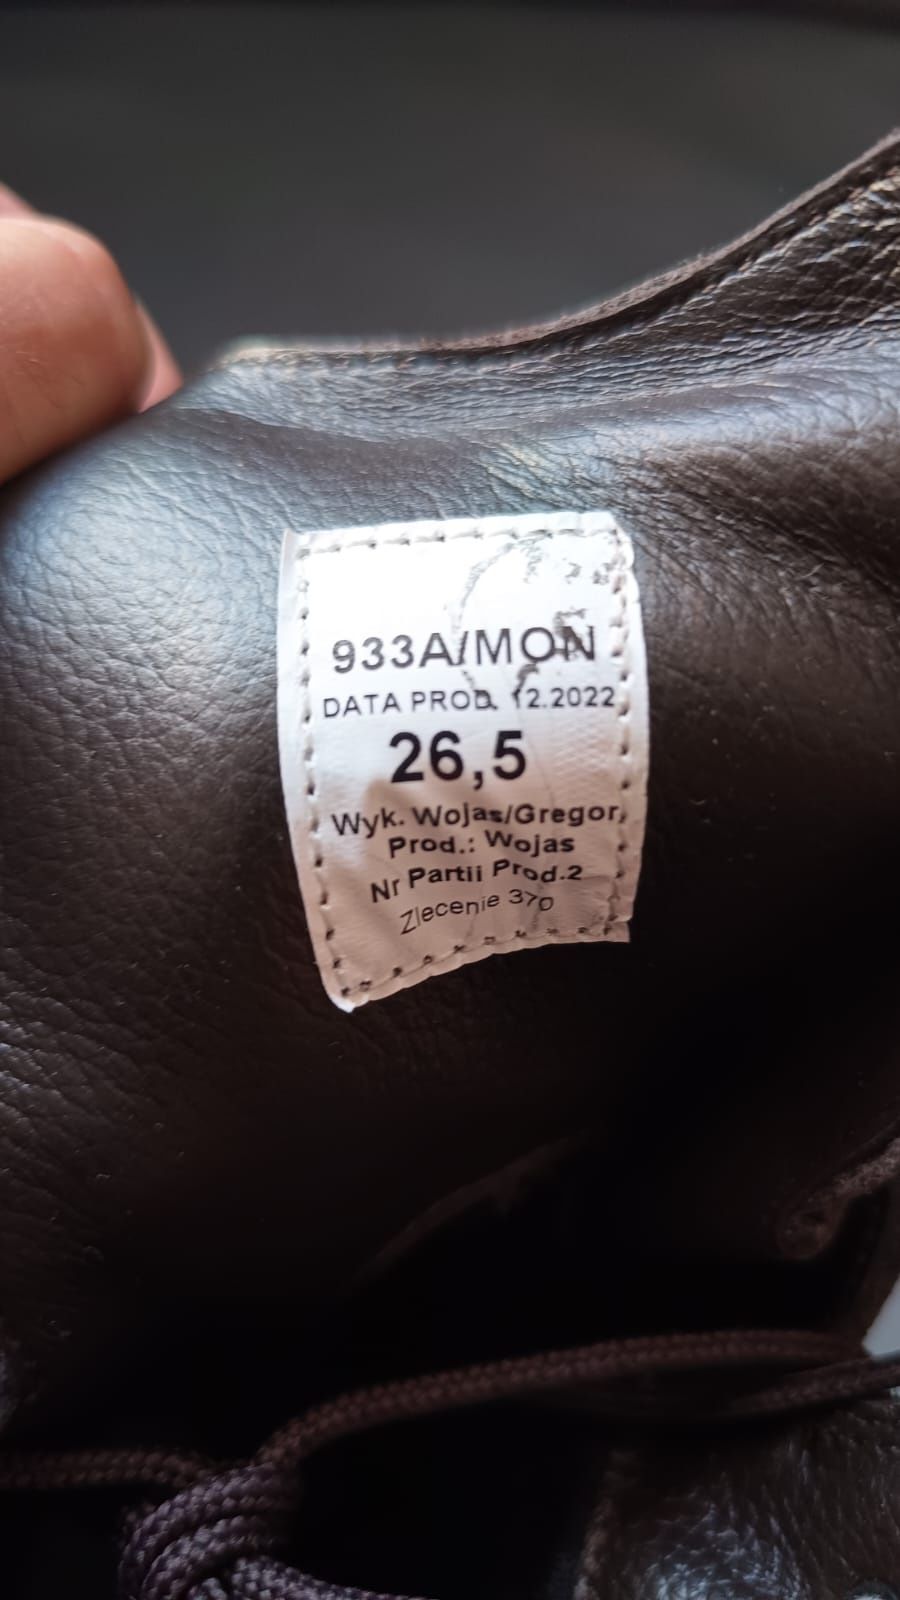 933A/MON
DATA PROD. 12.2022
26,5
Wyk. Wojas/Gregor,
Prod.: Wojas
Nr Partii Prod.2
Zlecenie 370